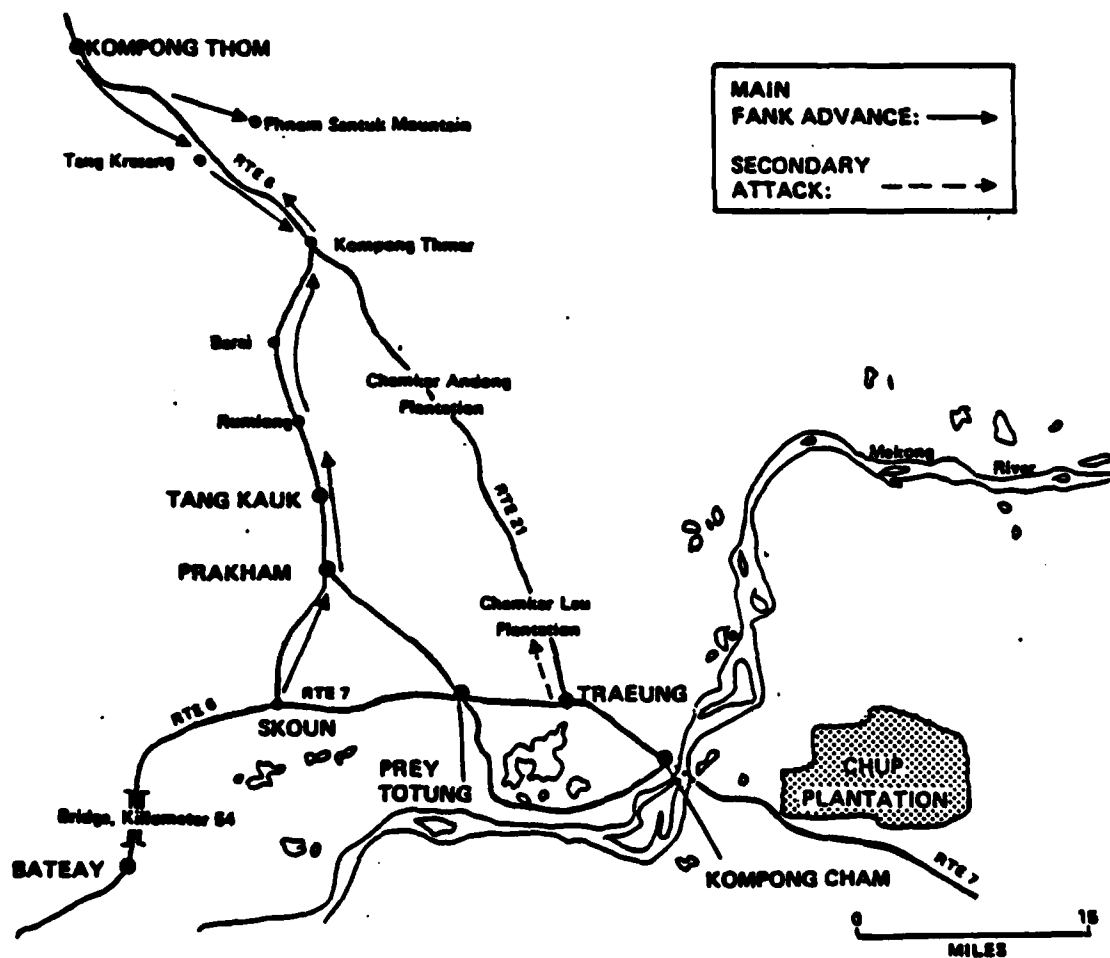 KOMPONG THOM
MAIN
FANK ADVANCE:
SECONDARY
ATTACK:
Phnom Santuk Mountain
Tang Krasang
RTE 6
Kompong Thmar
Barai
Chamkar Andong
Plantation
Rumlong
Mekong
River
TANG KAUK
RTE 21
PRAKHAM
Chamkar Leu
Plantation
TRAEUNG
RTE 7
RTE 6
SKOUN
PREY
TOTUNG
CHUP
PLANTATION
Bridge, Kilometer 54
BATEAY
KOMPONG CHAM
RTE 7
0 15
MILES